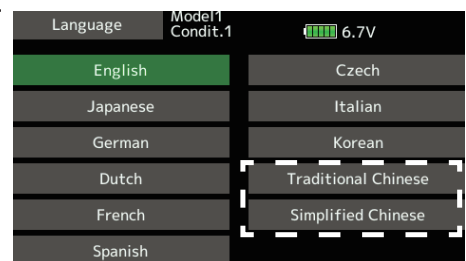 Language
Model1
Condit.1
6.7V
English
Czech
Japanese
Italian
German
Korean
Dutch
Traditional Chinese
French
Simplified Chinese
Spanish